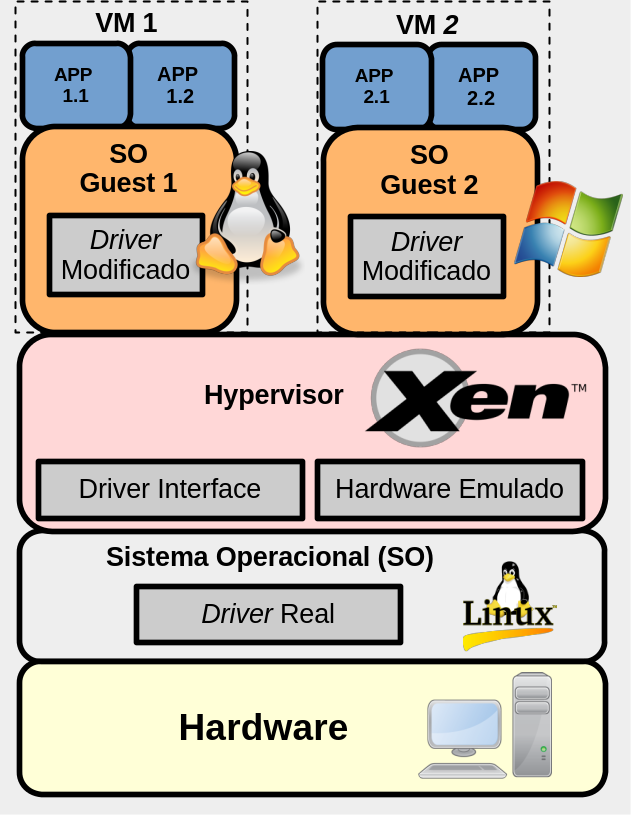 VM 1
VM 2
APP
1.1
APP
1.2
APP
2.1
APP
2.2
SO
Guest 1
SO
Guest 2
Driver
Modificado
Driver
Modificado
Hypervisor
Xen™
Driver Interface
Hardware Emulado
Sistema Operacional (SO)
Driver Real
Linux™
Hardware